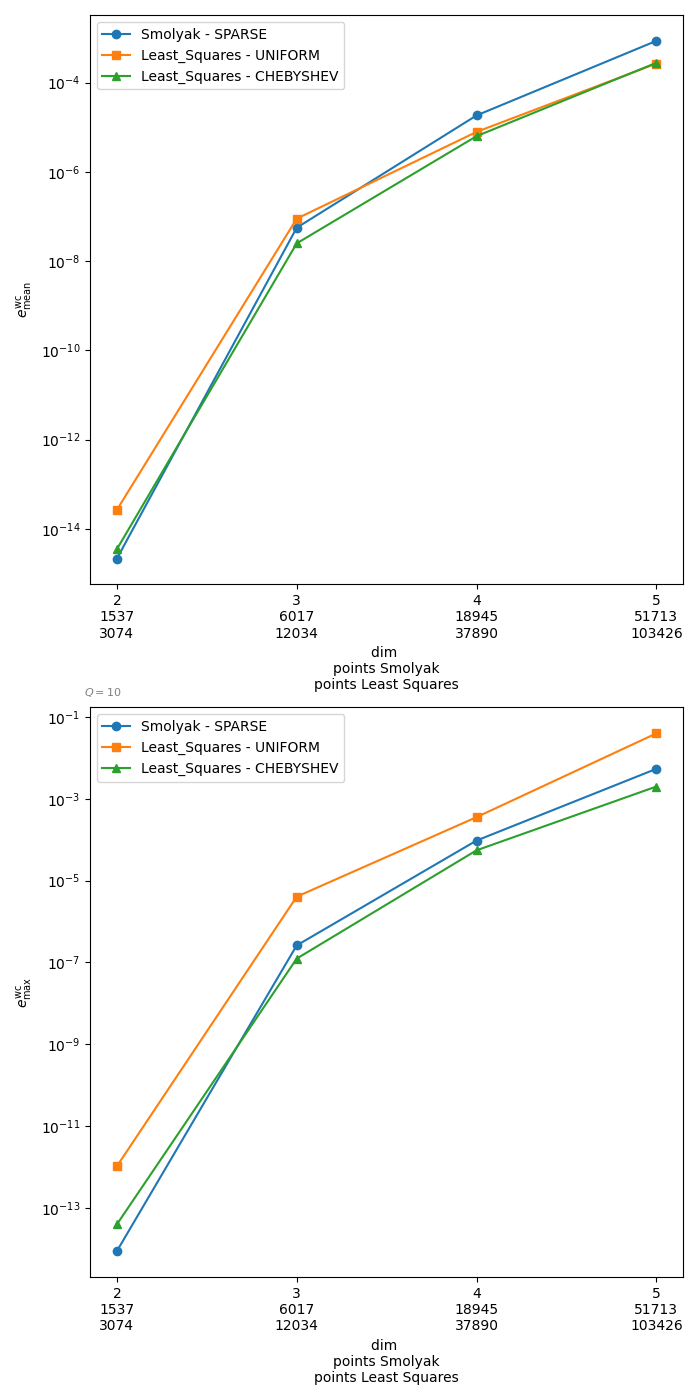 Smolyak - SPARSE
Least_Squares - UNIFORM
Least_Squares - CHEBYSHEV
10⁻⁴
10⁻⁶
10⁻⁸
10⁻¹⁰
10⁻¹²
10⁻¹⁴
e^wc_mean
2 3 4 5
1537 6017 18945 51713
3074 12034 37890 103426
dim
points Smolyak
points Least Squares
Q = 10
Smolyak - SPARSE
Least_Squares - UNIFORM
Least_Squares - CHEBYSHEV
10⁻¹
10⁻³
10⁻⁵
10⁻⁷
10⁻⁹
10⁻¹¹
10⁻¹³
e^wc_max
2 3 4 5
1537 6017 18945 51713
3074 12034 37890 103426
dim
points Smolyak
points Least Squares